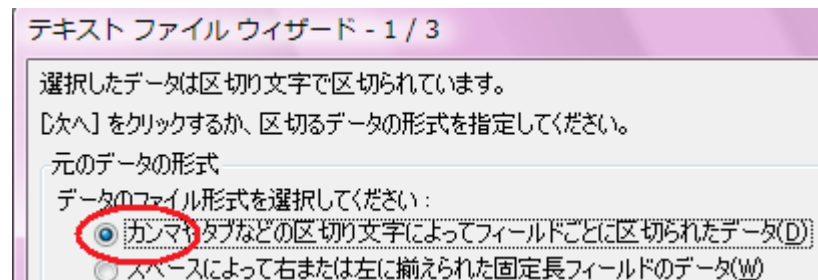 テキスト ファイル ウィザード - 1 / 3
選択したデータは区切り文字で区切られています。
[次へ] をクリックするか、区切るデータの形式を指定してください。
元のデータの形式
データのファイル形式を選択してください:
カンマやタブなどの区切り文字によってフィールドごとに区切られたデータ(D)
スペースによって右または左に揃えられた固定長フィールドのデータ(W)